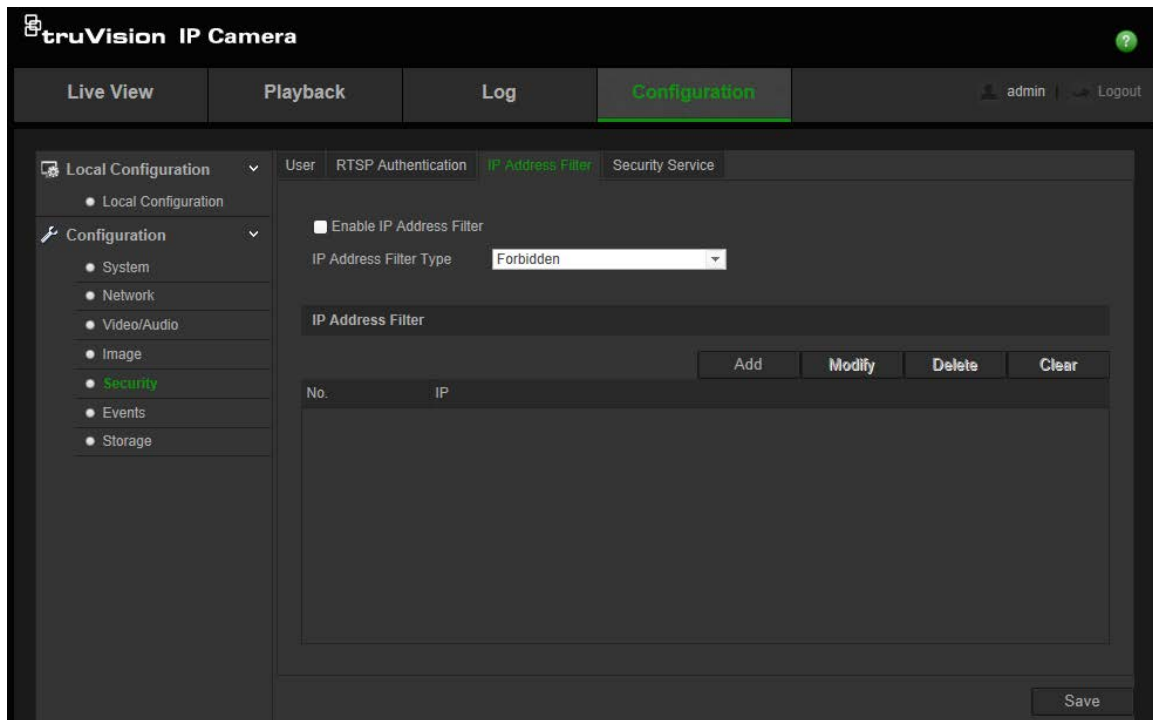 truVision IP Camera
?
Live View Playback Log Configuration admin Logout
Local Configuration
Local Configuration
Configuration
System
Network
Video/Audio
Image
Security
Events
Storage
User RTSP Authentication IP Address Filter Security Service
Enable IP Address Filter
IP Address Filter Type Forbidden
IP Address Filter
Add Modify Delete Clear
No. IP
Save